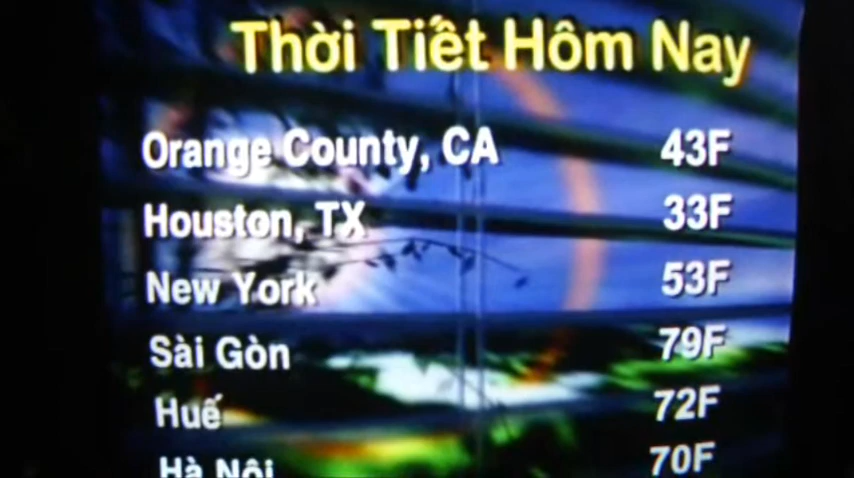 Thời Tiết Hôm Nay
Orange County, CA 43F
Houston, TX 33F
New York 53F
Sài Gòn 79F
Huế 72F
Hà Nội 70F